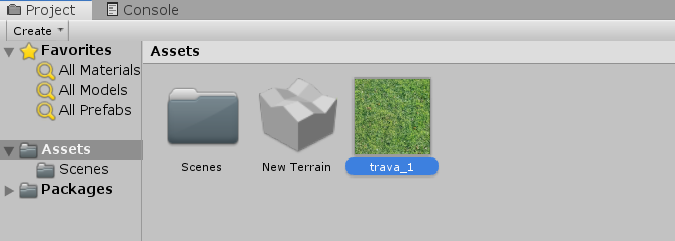 Project
Console
Create
Favorites
All Materials
All Models
All Prefabs
Assets
Scenes
Packages
Assets
Scenes
New Terrain
trava_1